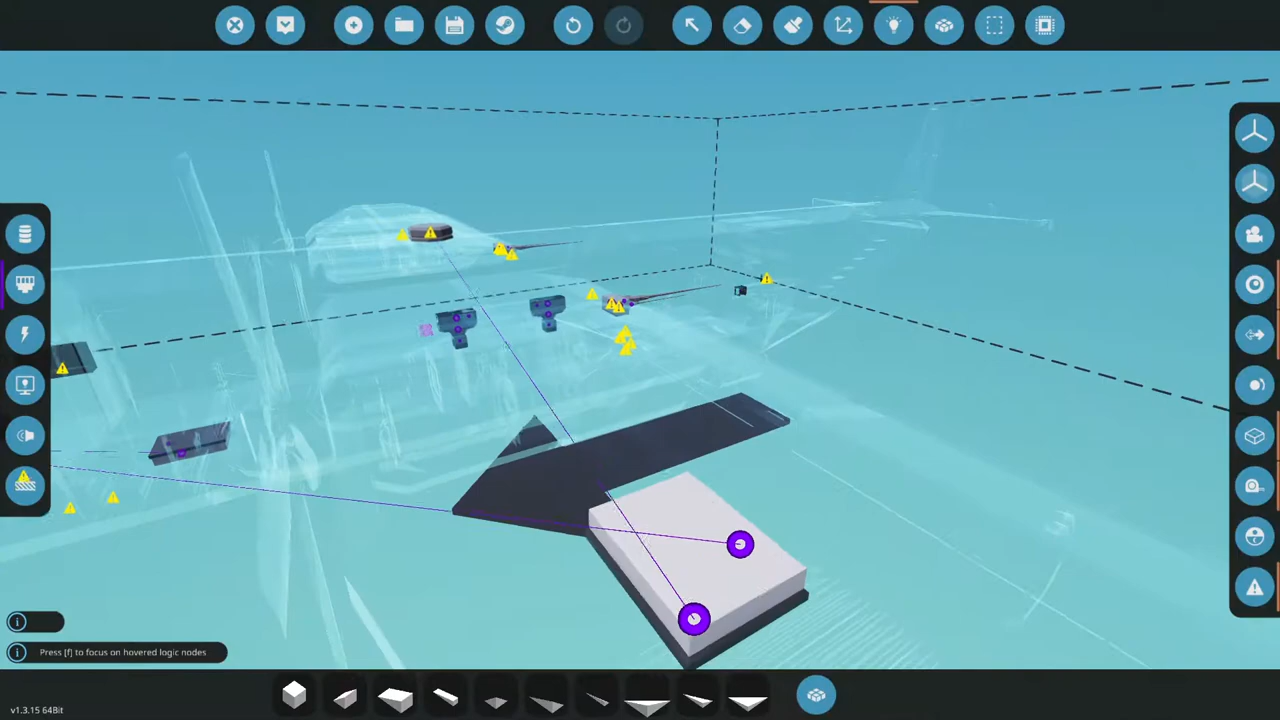 Press [f] to focus on hovered logic nodes
v1.3.15 64Bit